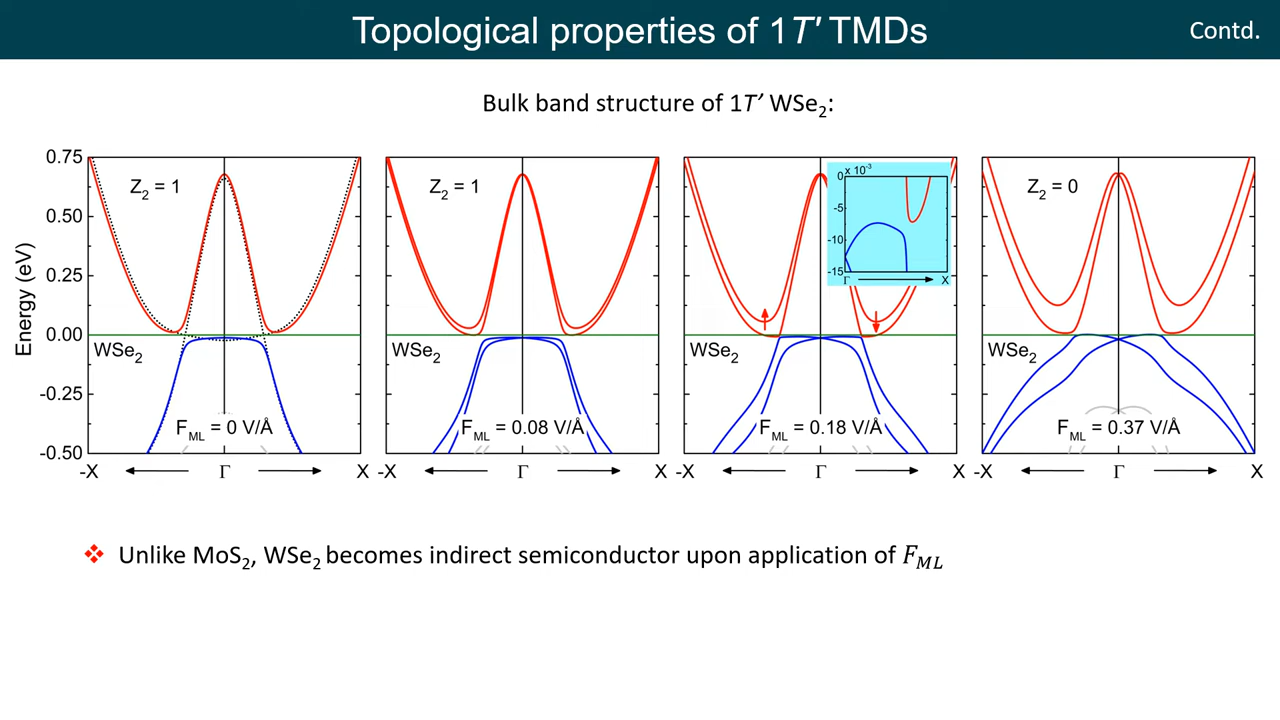 Topological properties of 1T′ TMDs
Contd.
Bulk band structure of 1T′ WSe2:
Energy (eV)
0.75
0.50
0.25
0.00
-0.25
-0.50
Z2 = 1
WSe2
FML = 0 V/Å
-X Γ X
Z2 = 1
WSe2
FML = 0.08 V/Å
-X Γ X
x 10-3
0
-5
-10
-15
Γ X
WSe2
FML = 0.18 V/Å
-X Γ X
Z2 = 0
WSe2
FML = 0.37 V/Å
-X Γ X
❖ Unlike MoS2, WSe2 becomes indirect semiconductor upon application of FML